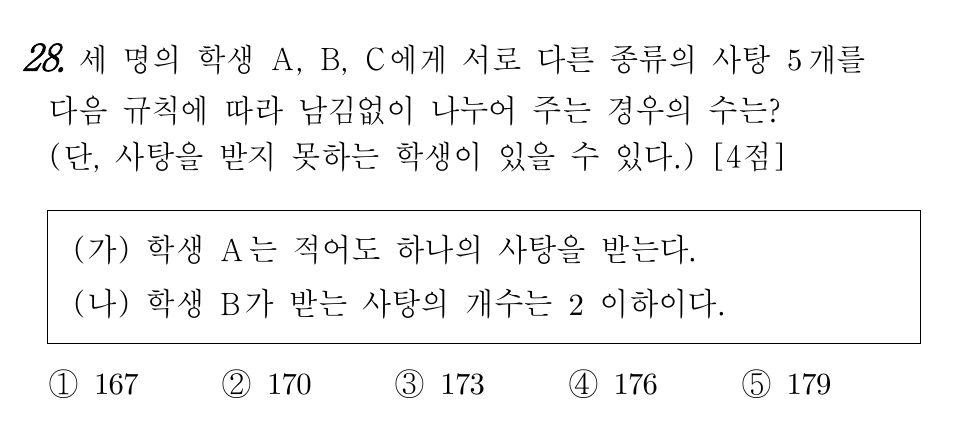 28. 세 명의 학생 A, B, C에게 서로 다른 종류의 사탕 5개를
다음 규칙에 따라 남김없이 나누어 주는 경우의 수는?
(단, 사탕을 받지 못하는 학생이 있을 수 있다.) [4점]
(가) 학생 A는 적어도 하나의 사탕을 받는다.
(나) 학생 B가 받는 사탕의 개수는 2 이하이다.
① 167 ② 170 ③ 173 ④ 176 ⑤ 179